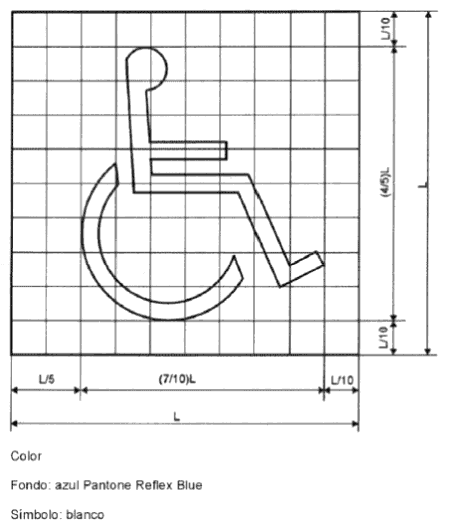 L/10
(4/5)L
L
L/10
L/5
(7/10)L
L/10
L
Color
Fondo: azul Pantone Reflex Blue
Símbolo: blanco